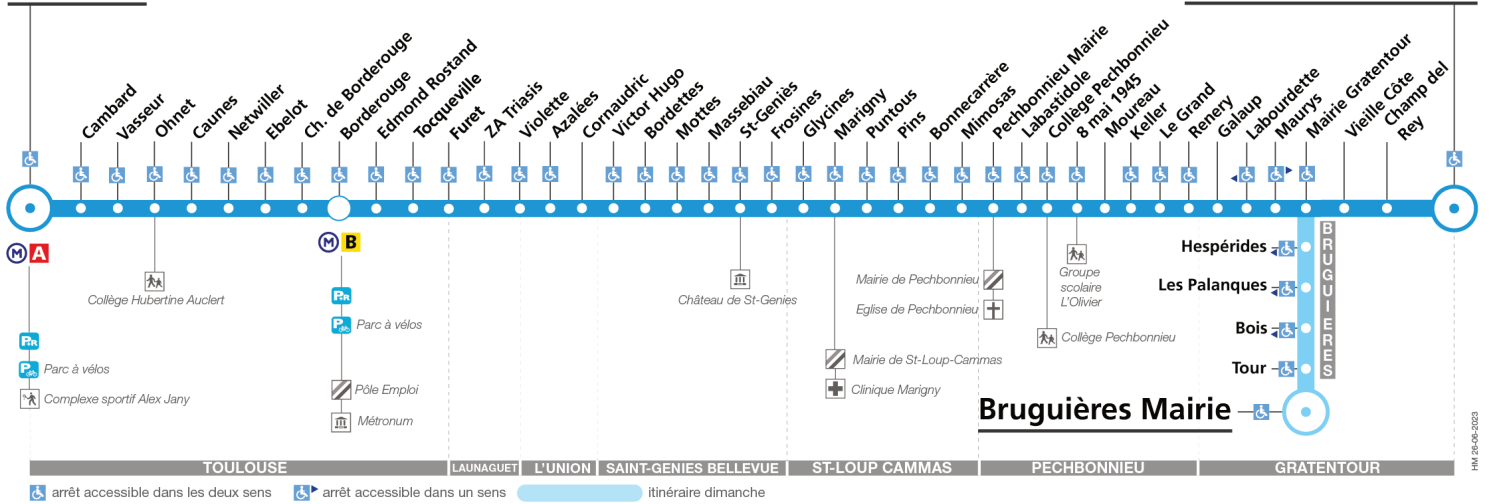 Cambard
Vasseur
Ohnet
Caunes
Netwiller
Ebelot
Ch. de Borderouge
Borderouge
Edmond Rostand
Tocqueville
Furet
ZA Triasis
Violette
Azalées
Cornaudric
Victor Hugo
Bordettes
Mottes
Massebiau
St-Geniès
Frosines
Glycines
Marigny
Puntous
Pins
Bonnecarrère
Mimosas
Pechbonnieu Mairie
Labastidole
Collège Pechbonnieu
8 mai 1945
Moureau
Keller
Le Grand
Renery
Galaup
Labourdette
Maurys
Mairie Gratentour
Vieille Côte
Champ del
Rey
M A
M B
Collège Hubertine Auclert
P+R
Parc à vélos
P
Complexe sportif Alex Jany
P+R
P
Parc à vélos
Pôle Emploi
Métronum
Château de St-Genies
Mairie de St-Loup-Cammas
Clinique Marigny
Mairie de Pechbonnieu
Eglise de Pechbonnieu
Groupe
scolaire
L'Olivier
Collège Pechbonnieu
Hespérides
Les Palanques
Bois
Tour
Bruguières Mairie
BRUGUIERES
TOULOUSE
LAUNAGUET
L'UNION
SAINT-GENIES BELLEVUE
ST-LOUP CAMMAS
PECHBONNIEU
GRATENTOUR
arrêt accessible dans les deux sens
arrêt accessible dans un sens
itinéraire dimanche
HM 26-06-2023